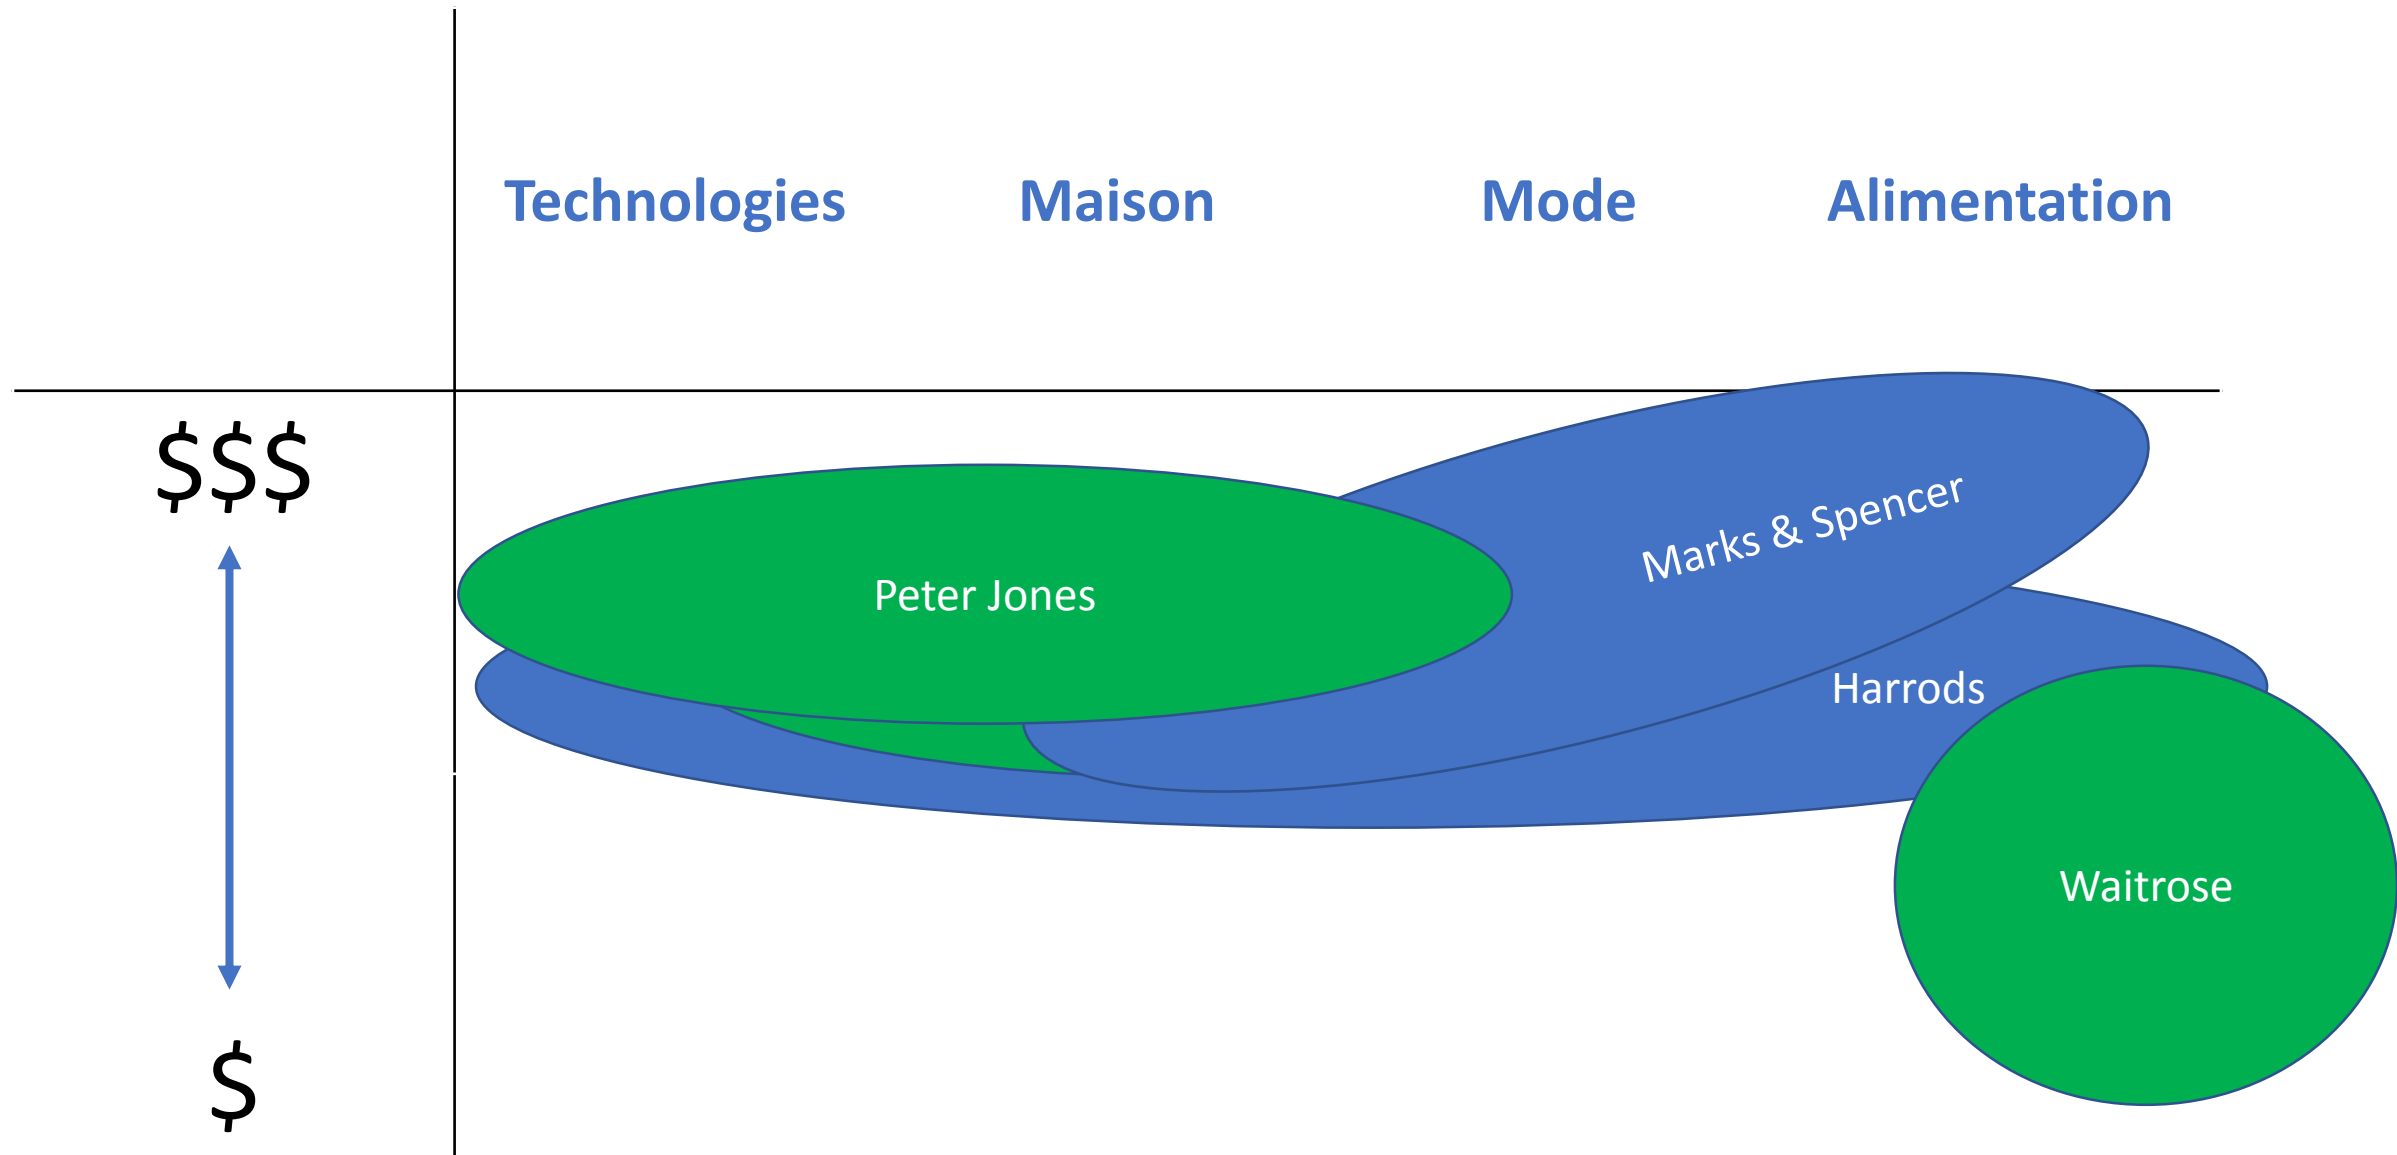 Technologies Maison Mode Alimentation
$$$
Marks & Spencer
Peter Jones
Harrods
Waitrose
$